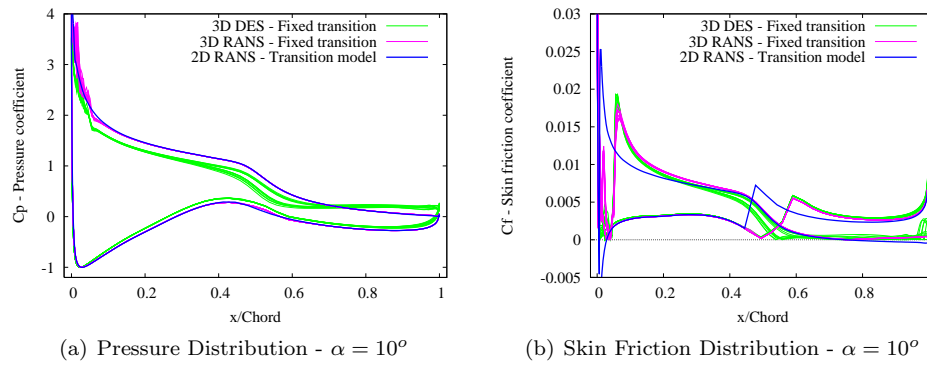 3D DES - Fixed transition
3D RANS - Fixed transition
2D RANS - Transition model
4
3
2
1
0
-1
Cp - Pressure coefficient
0
0.2
0.4
0.6
0.8
1
x/Chord
(a) Pressure Distribution - α = 10°
3D DES - Fixed transition
3D RANS - Fixed transition
2D RANS - Transition model
0.03
0.025
0.02
0.015
0.01
0.005
0
-0.005
Cf - Skin friction coefficient
0
0.2
0.4
0.6
0.8
x/Chord
(b) Skin Friction Distribution - α = 10°